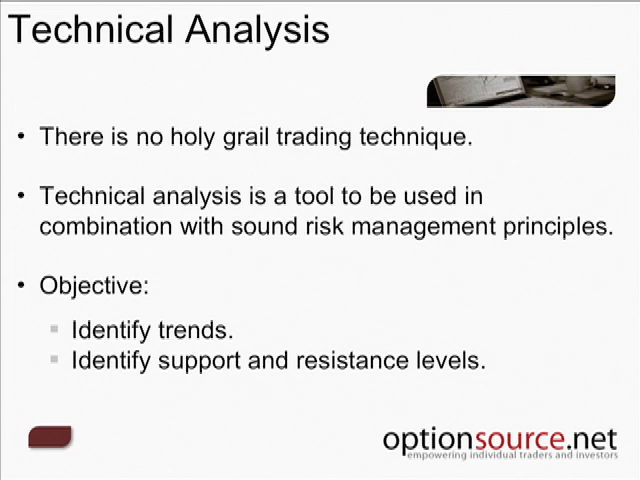 Technical Analysis
• There is no holy grail trading technique.
• Technical analysis is a tool to be used in
combination with sound risk management principles.
• Objective:
▪ Identify trends.
▪ Identify support and resistance levels.
optionsource.net
empowering individual traders and investors